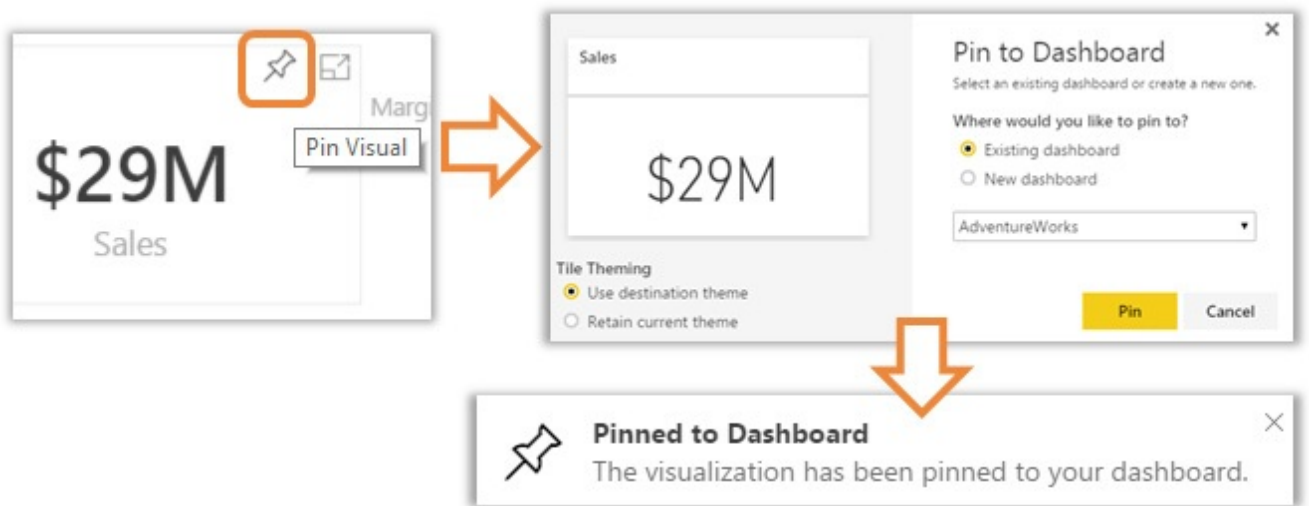 Marg
Pin Visual
$29M
Sales
Sales
$29M
Tile Theming
Use destination theme
Retain current theme
Pin to Dashboard
Select an existing dashboard or create a new one.
Where would you like to pin to?
Existing dashboard
New dashboard
AdventureWorks
Pin
Cancel
Pinned to Dashboard
The visualization has been pinned to your dashboard.